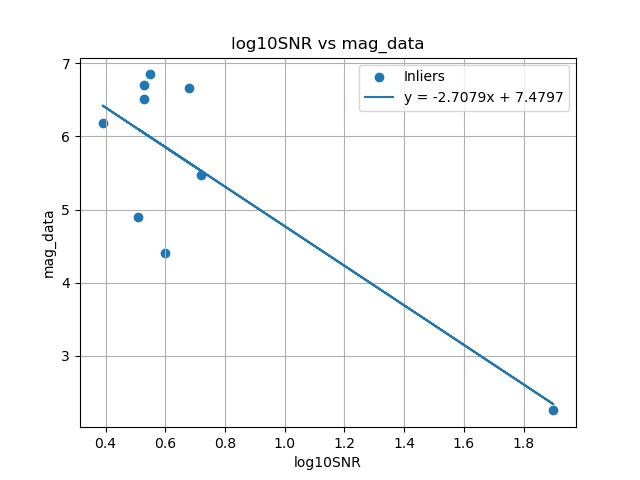 log10SNR vs mag_data
Inliers
y = -2.7079x + 7.4797
7
6
5
4
3
mag_data
0.4 0.6 0.8 1.0 1.2 1.4 1.6 1.8
log10SNR